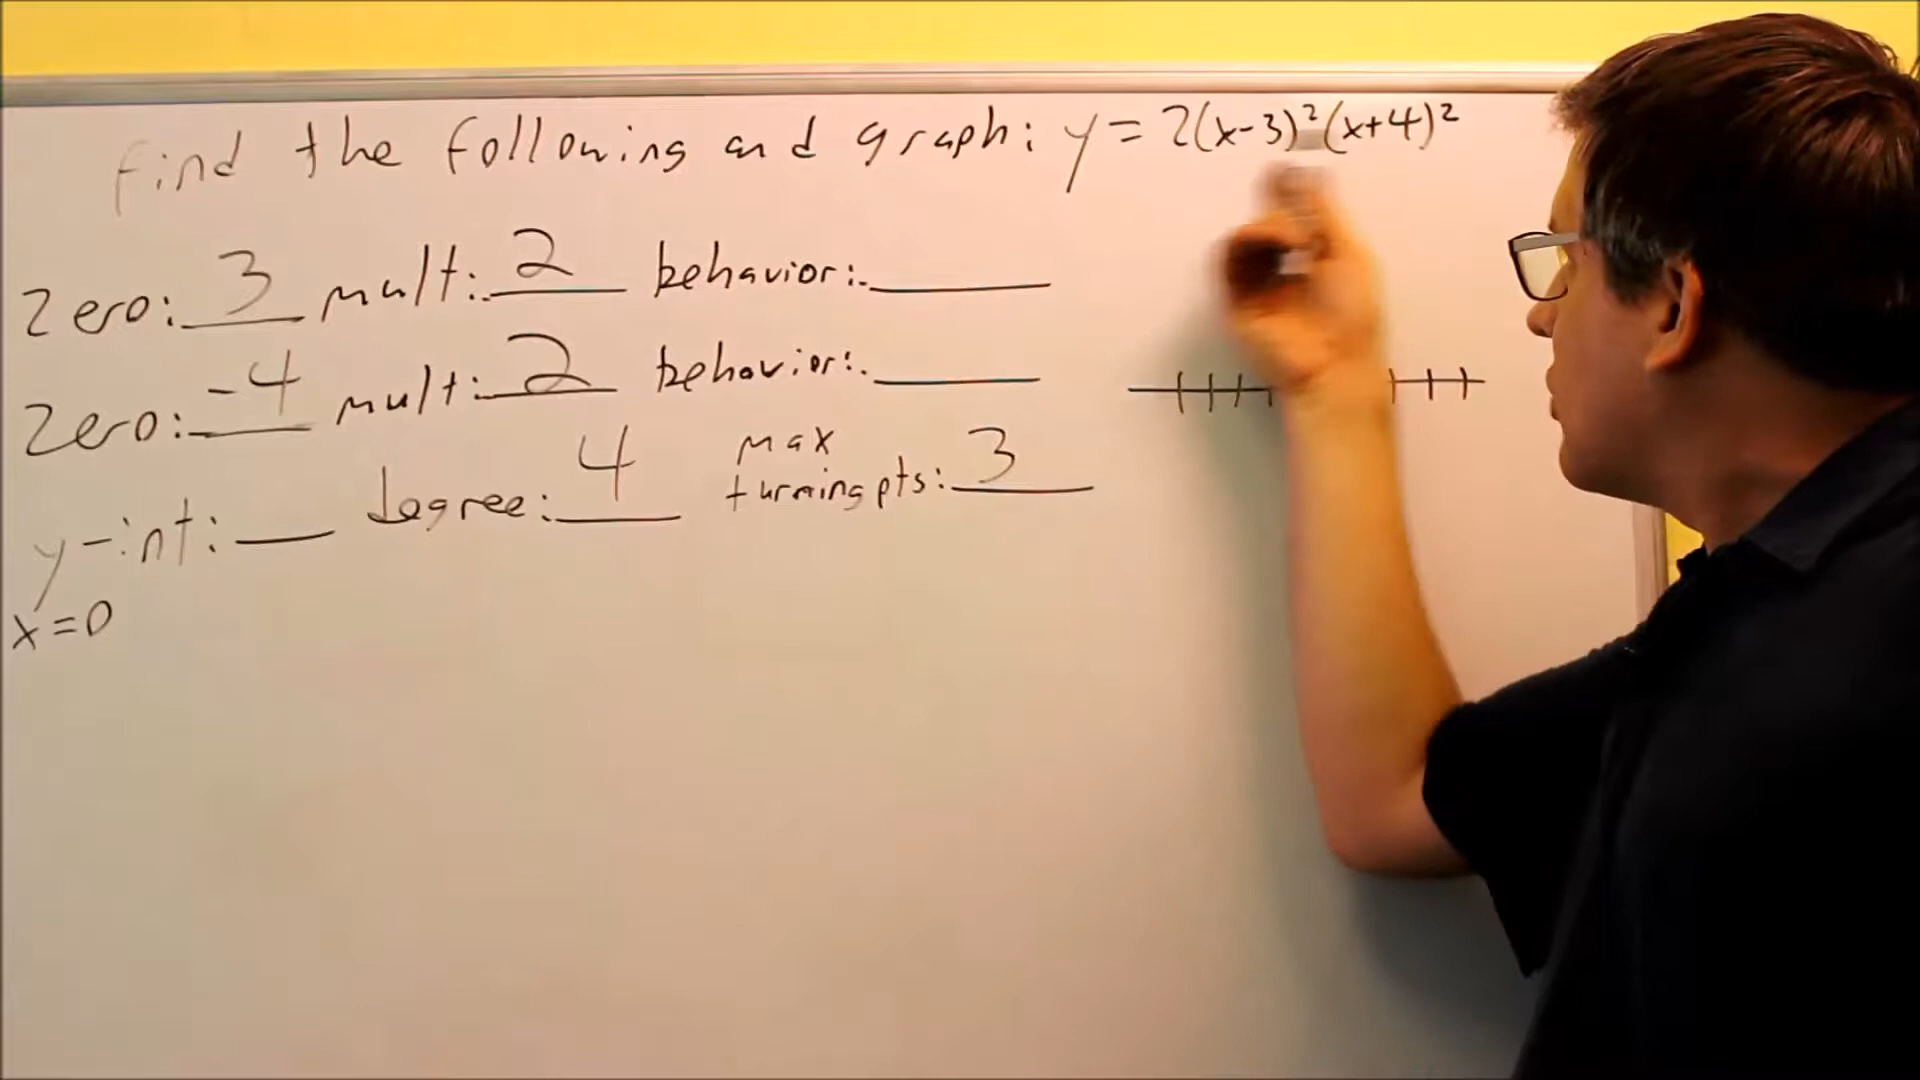 find the following and graph: y = 2(x-3)²(x+4)²
zero: 3 mult: 2 behavior:
zero: -4 mult: 2 behavior:
y-int: degree: 4 max turning pts: 3
x=0